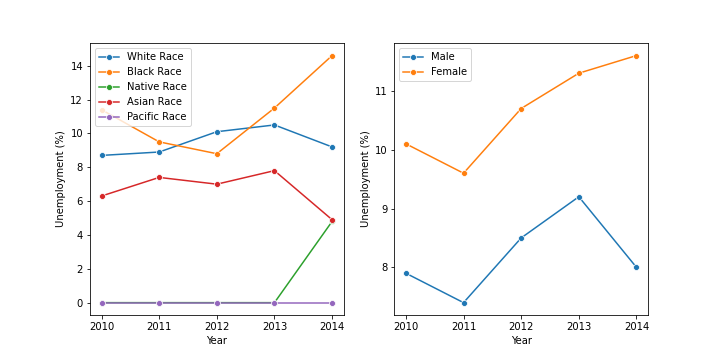 White Race
Black Race
Native Race
Asian Race
Pacific Race
14
12
10
8
6
4
2
0
Unemployment (%)
2010 2011 2012 2013 2014
Year
Male
Female
11
10
9
8
Unemployment (%)
2010 2011 2012 2013 2014
Year